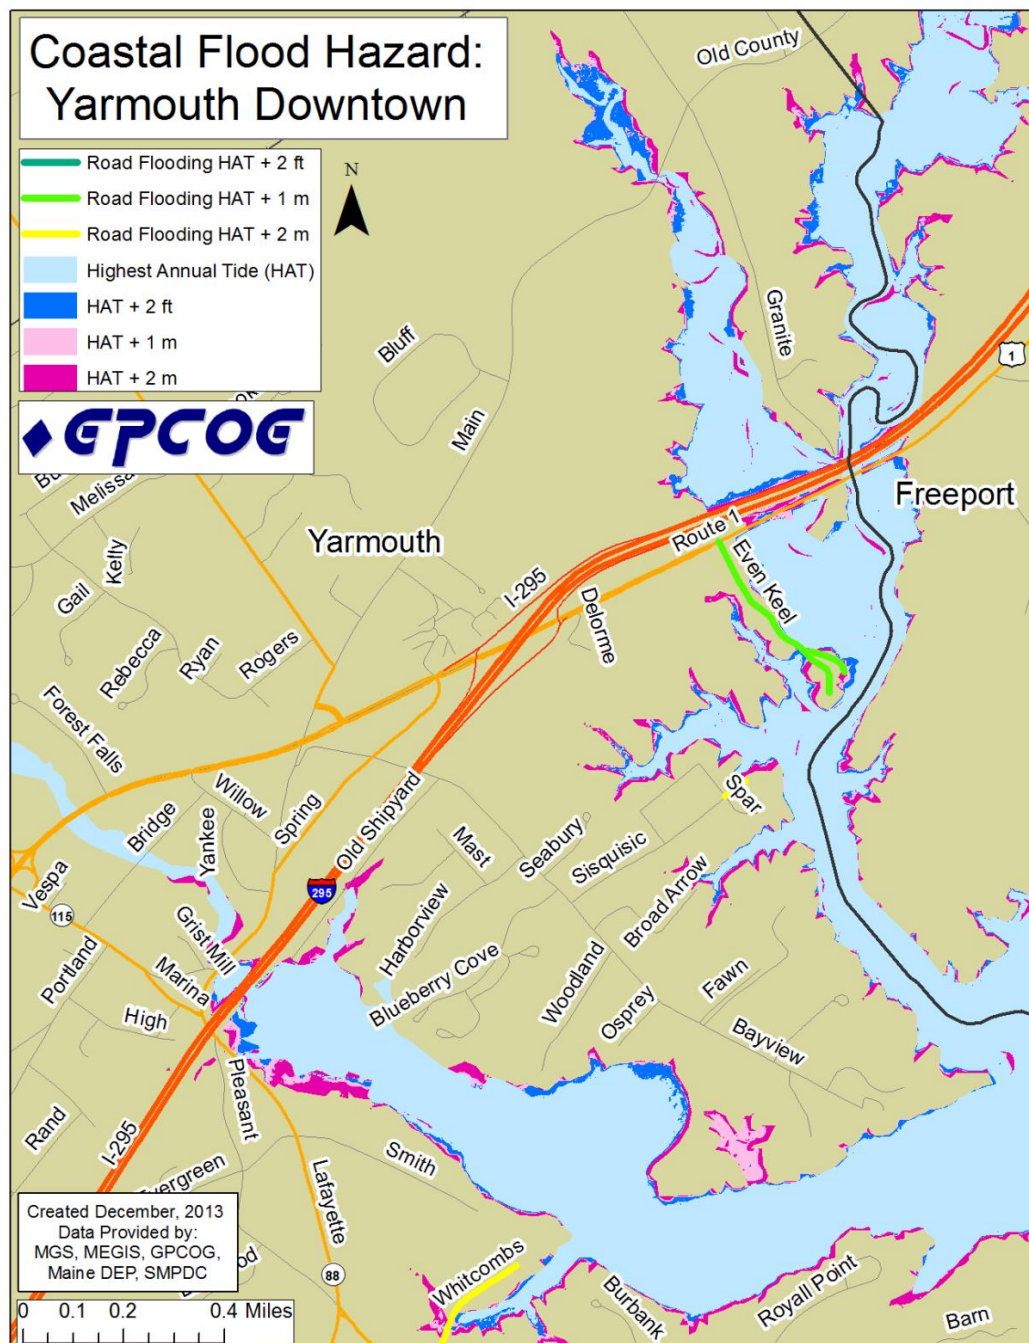 Coastal Flood Hazard:
Yarmouth Downtown
Road Flooding HAT + 2 ft
Road Flooding HAT + 1 m
Road Flooding HAT + 2 m
Highest Annual Tide (HAT)
HAT + 2 ft
HAT + 1 m
HAT + 2 m
N
GPCOG
Old County
Granite
1
Bluff
Main
Melissa
Yarmouth
Freeport
Route 1
I-295
Even Keel
Delorme
Kelly
Gail
Rebecca
Ryan
Rogers
Forest Falls
Willow
Bridge
Yankee
Spring
Old Shipyard
295
Vespa
115
Portland
Grist Mill
Marina
High
Mast
Seabury
Sisquisic
Spar
Harborview
Broad Arrow
Blueberry Cove
Woodland
Osprey
Fawn
Bayview
Pleasant
Rand
I-295
Smith
Lafayette
88
Whitcombs
Burbank
Royall Point
Barn
Created December, 2013
Data Provided by:
MGS, MEGIS, GPCOG,
Maine DEP, SMPDC
0 0.1 0.2 0.4 Miles